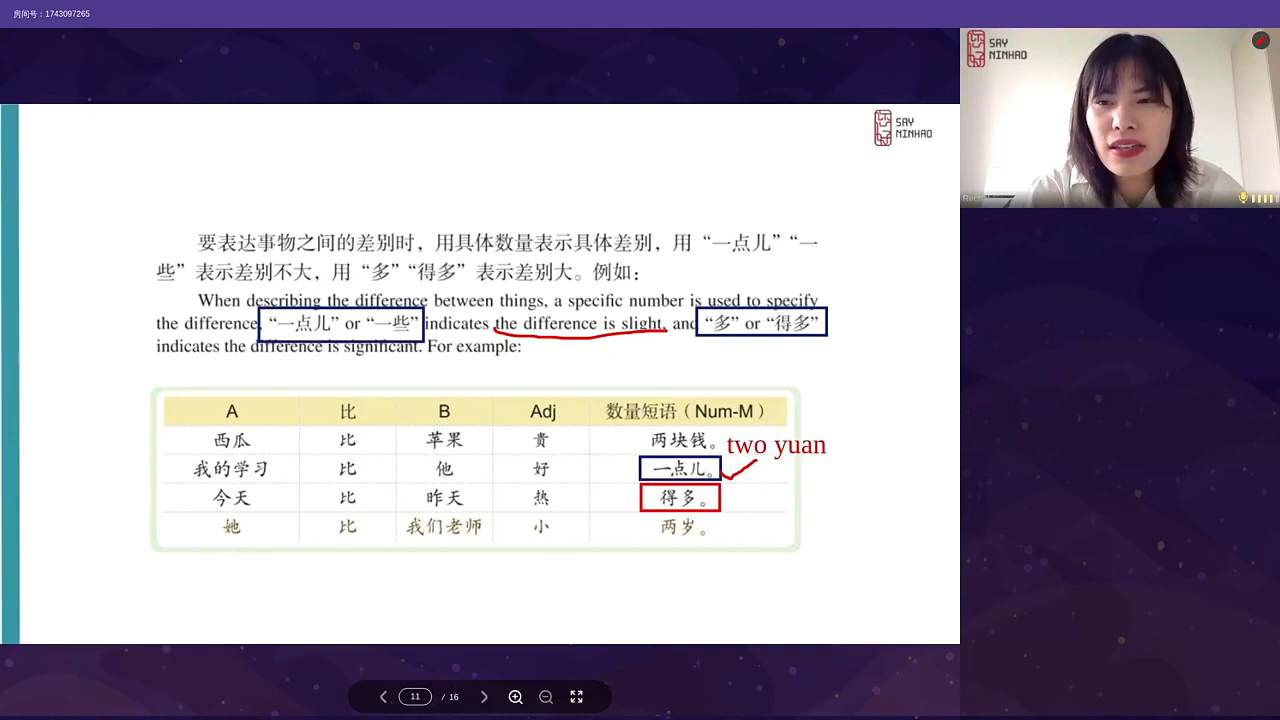 房间号：1743097265
SAY
NINHAO
SAY
NINHAO
要表达事物之间的差别时，用具体数量表示具体差别，用“一点儿”“一
些”表示差别不大，用“多”“得多”表示差别大。例如：
When describing the difference between things, a specific number is used to specify
the difference, “一点儿” or “一些” indicates the difference is slight, and “多” or “得多”
indicates the difference is significant. For example:
A 比 B Adj 数量短语（Num-M）
西瓜 比 苹果 贵 两块钱。 two yuan
我的学习 比 他 好 一点儿。
今天 比 昨天 热 得多。
她 比 我们老师 小 两岁。
11 / 16